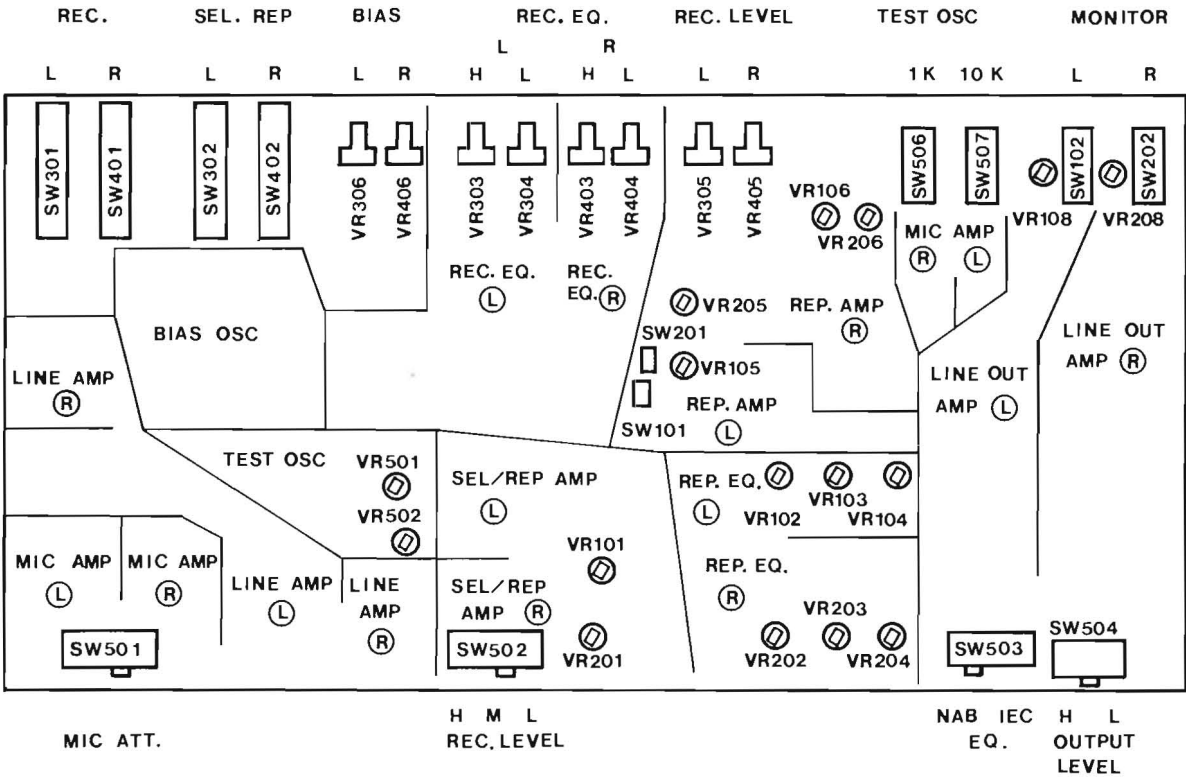 REC. SEL. REP BIAS REC. EQ. REC. LEVEL TEST OSC MONITOR
L R
L R L R L R H L H L L R 1K 10K L R
SW301 SW401 SW302 SW402 VR306 VR406 VR303 VR304 VR403 VR404 VR305 VR405 SW506 SW507 SW102 SW202
VR106
VR206
VR108 VR208
MIC AMP
R L
REC. EQ.
L
REC.
EQ. R
VR205
REP. AMP
R
BIAS OSC
SW201
VR105
LINE OUT
AMP R
LINE AMP
R
LINE OUT
AMP L
REP. AMP
L
SW101
TEST OSC
VR501
VR502
SEL/REP AMP
L
REP. EQ.
L
VR102 VR103 VR104
VR101
MIC AMP
L
MIC AMP
R
LINE AMP
L
LINE
AMP
R
SEL/REP
AMP R
REP. EQ.
R
VR203
VR201 VR202 VR204
SW501 SW502 SW503 SW504
MIC ATT.
H M L
REC. LEVEL
NAB IEC
EQ.
H L
OUTPUT
LEVEL